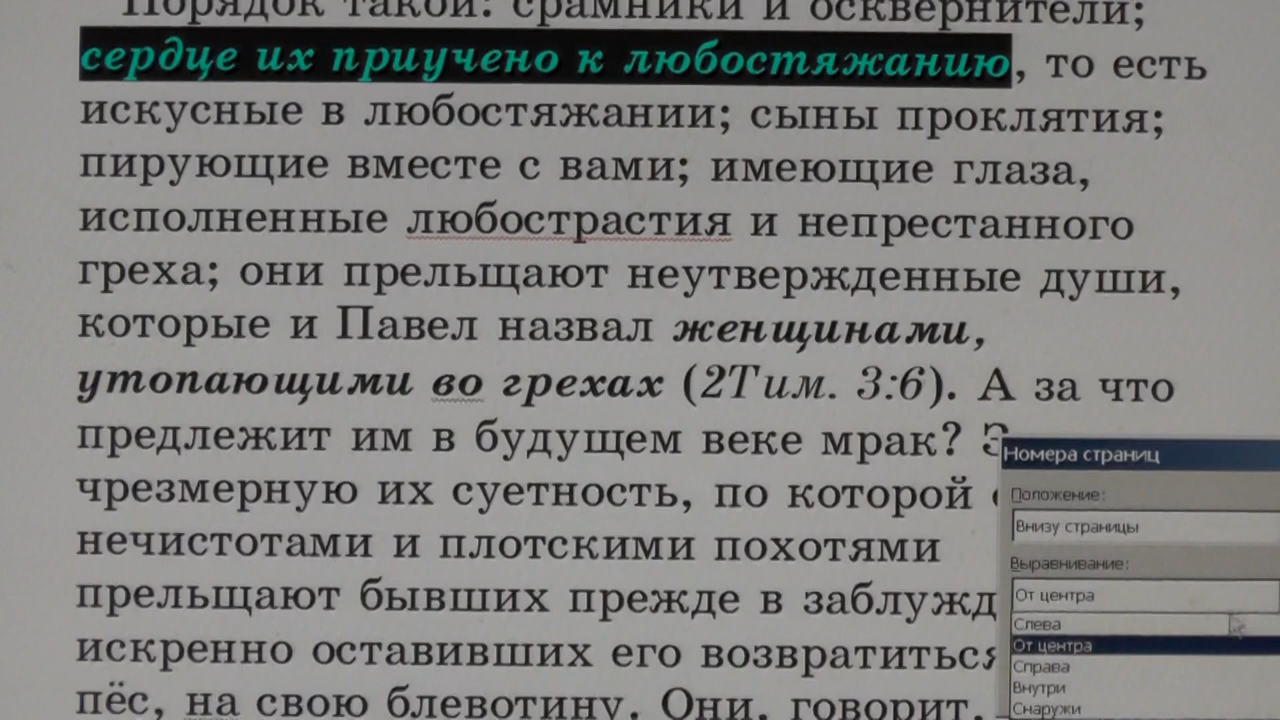 Порядок такой: срамники и осквернители;
сердце их приучено к любостяжанию, то есть
искусные в любостяжании; сыны проклятия;
пирующие вместе с вами; имеющие глаза,
исполненные любострастия и непрестанного
греха; они прельщают неутвержденные души,
которые и Павел назвал женщинами,
утопающими во грехах (2Тим. 3:6). А за что
предлежит им в будущем веке мрак?
чрезмерную их суетность, по которой
нечистотами и плотскими похотями
прельщают бывших прежде в
искренно оставивших его возвратиться
пёс, на свою блевотину. Они, говорит,
Номера страниц
Положение:
Внизу страницы
Выравнивание:
От центра
Слева
От центра
Справа
Внутри
Снаружи